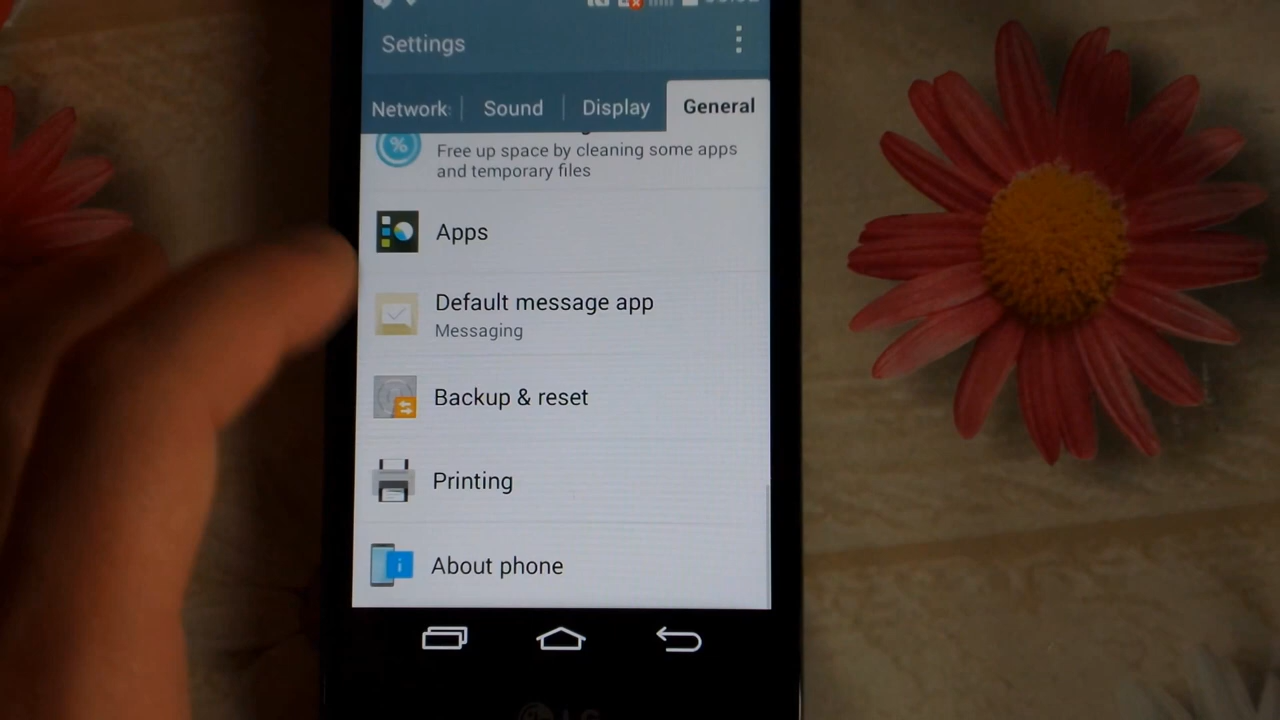 Settings
Network
Sound
Display
General
%
Free up space by cleaning some apps
and temporary files
Apps
Default message app
Messaging
Backup & reset
Printing
About phone
LG